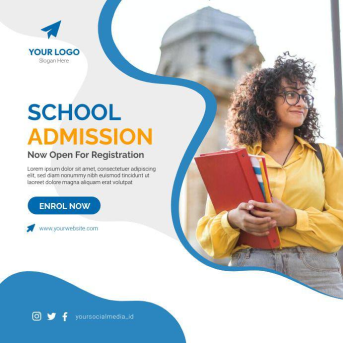 YOUR LOGO
Slogan Here
SCHOOL
ADMISSION
Now Open For Registration
Lorem ipsum dolor sit amet, consectetuer adipiscing
elit, sed diam nonummy nibh euismod tincidunt ut
laoreet dolore magna aliquam erat volutpat
ENROL NOW
www.yourwebsite.com
yoursocialmedia_id